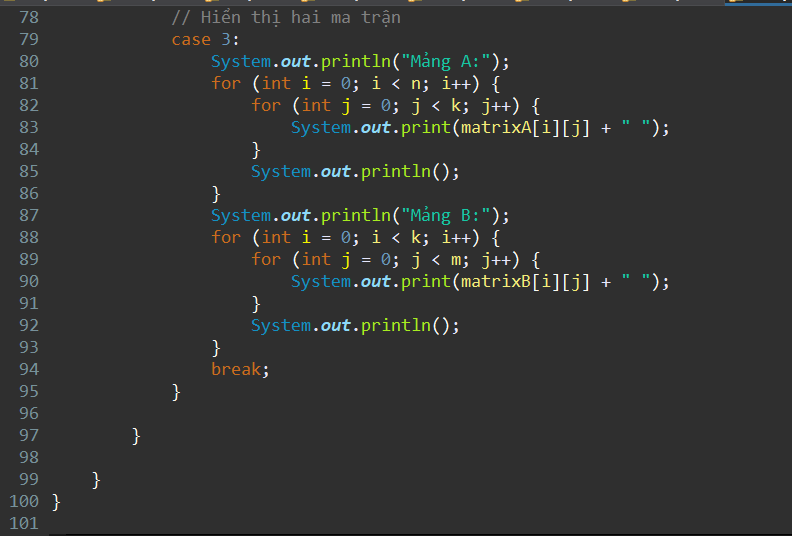 78             // Hiển thị hai ma trận
79             case 3:
80                 System.out.println("Mảng A:");
81                 for (int i = 0; i < n; i++) {
82                     for (int j = 0; j < k; j++) {
83                         System.out.print(matrixA[i][j] + " ");
84                     }
85                     System.out.println();
86                 }
87                 System.out.println("Mảng B:");
88                 for (int i = 0; i < k; i++) {
89                     for (int j = 0; j < m; j++) {
90                         System.out.print(matrixB[i][j] + " ");
91                     }
92                     System.out.println();
93                 }
94                 break;
95             }
96
97         }
98
99     }
100 }
101